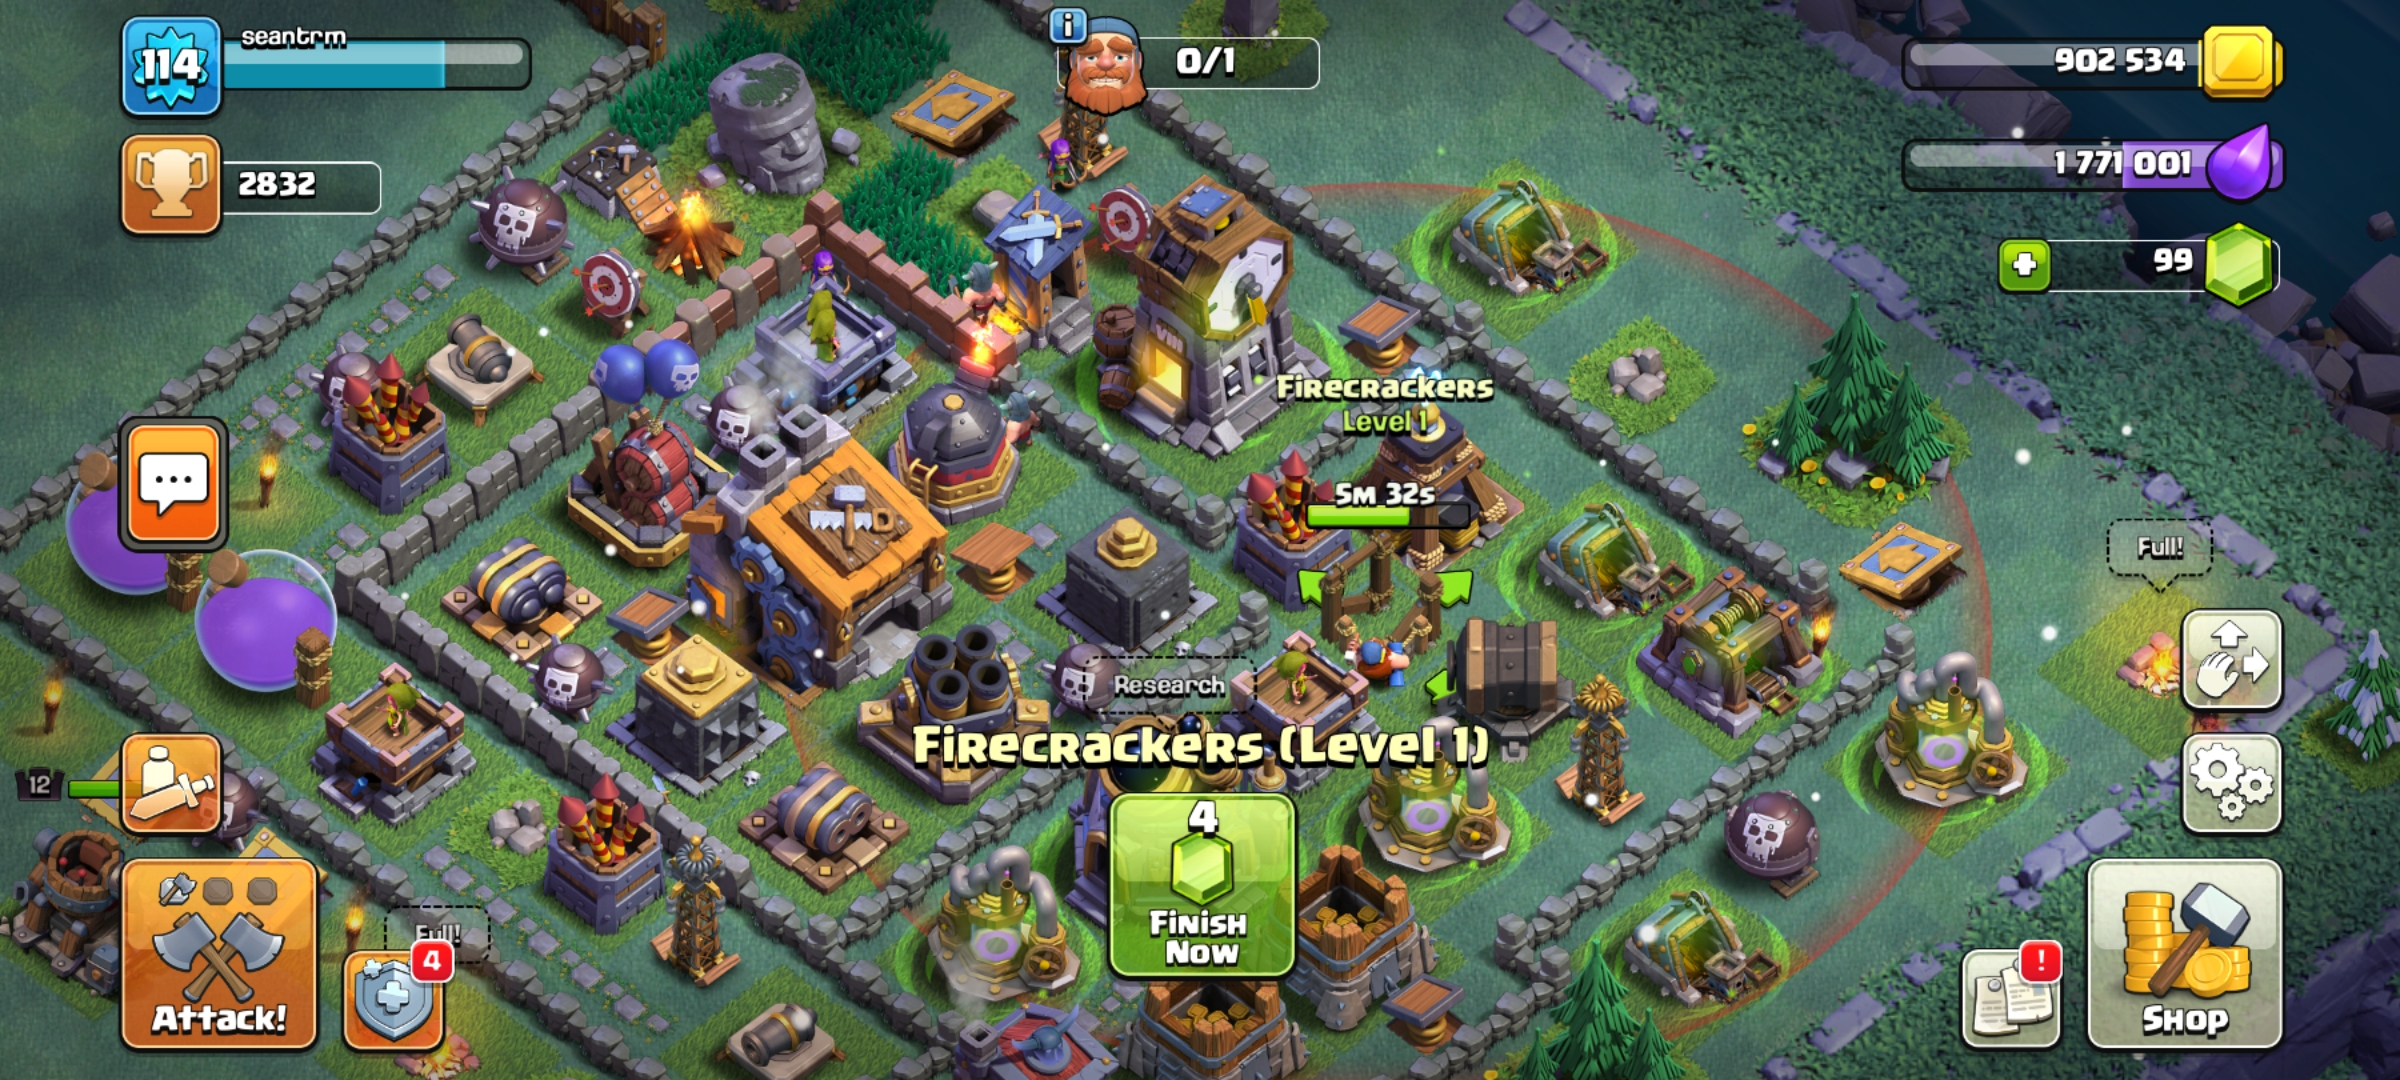 114
seantrm
0/1
902 534
2832
1 771 001
99
Firecrackers
Level 1
5m 32s
Full!
Research
Firecrackers (Level 1)
12
4
Finish
Now
Full!
4
Attack!
!
Shop